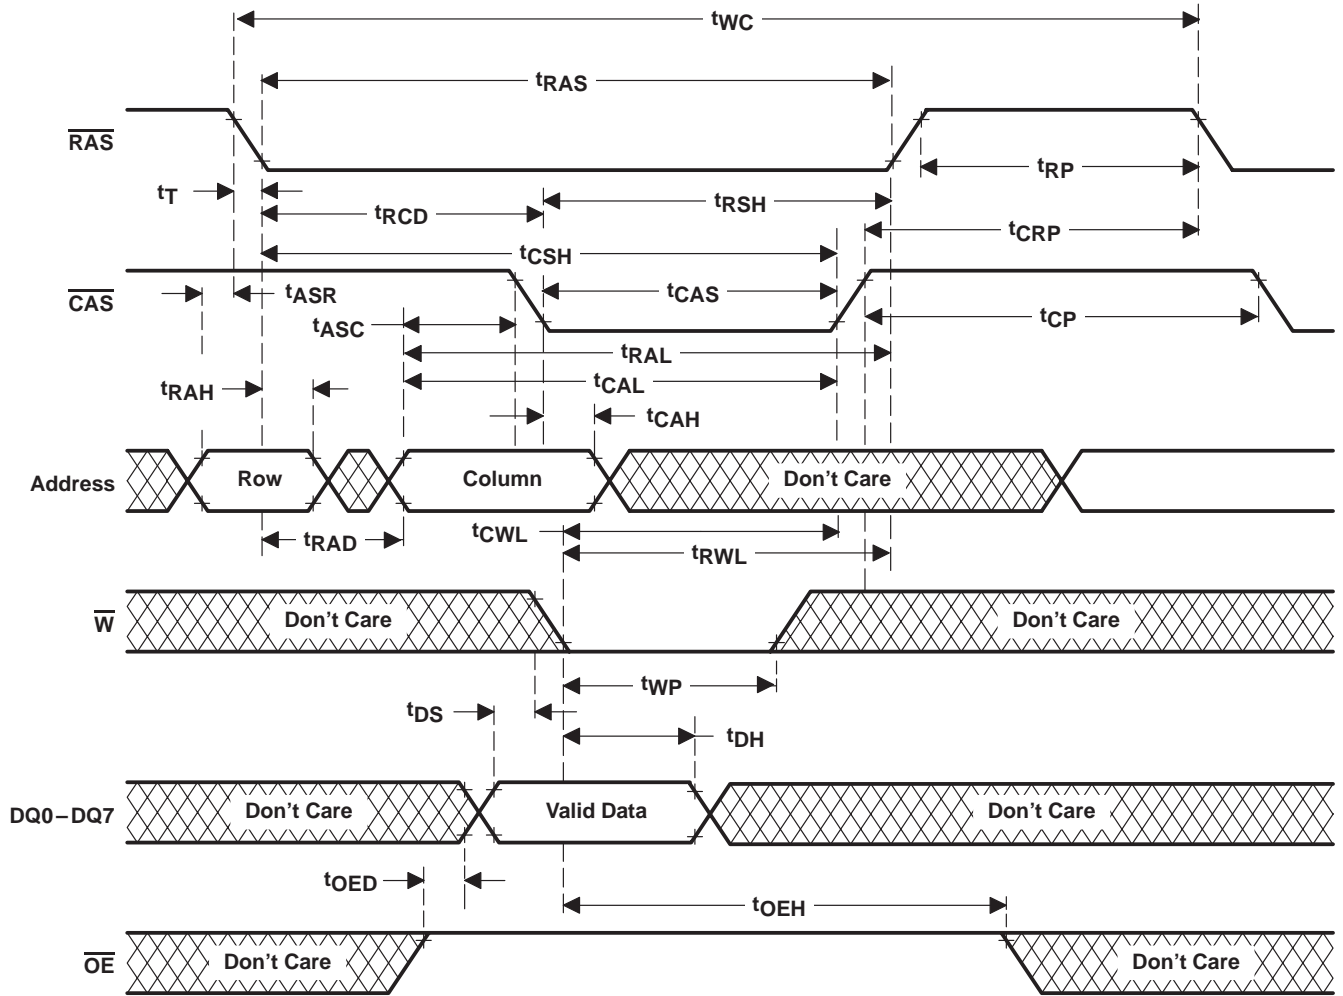 tWC
tRAS
RAS
tT
tRP
tRCD
tRSH
tCRP
tCSH
CAS
tASR
tCAS
tASC
tCP
tRAL
tRAH
tCAL
tCAH
Address
Row
Column
Don't Care
tCWL
tRAD
tRWL
W
Don't Care
Don't Care
tWP
tDS
tDH
DQ0–DQ7
Don't Care
Valid Data
Don't Care
tOED
tOEH
OE
Don't Care
Don't Care